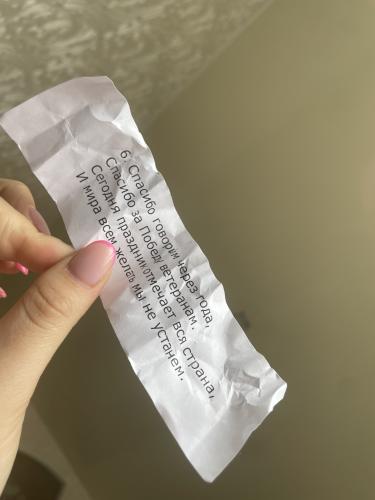 6. Спасибо говорим через года,
Спасибо за Победу ветеранам.
Сегодня праздник отмечает вся страна,
И мира всем желать мы не устанем.